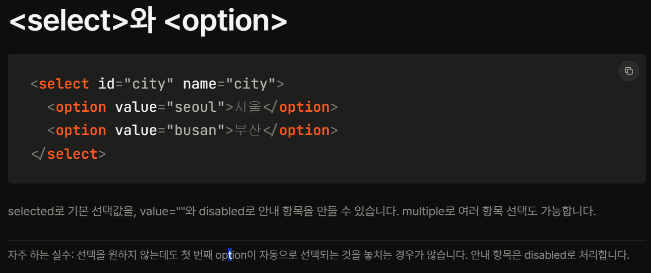 <select>와 <option>
<select id="city" name="city">
<option value="seoul">서울</option>
<option value="busan">부산</option>
</select>
selected로 기본 선택값을, value=""와 disabled로 안내 항목을 만들 수 있습니다. multiple로 여러 항목 선택도 가능합니다.
자주 하는 실수: 선택을 원하지 않는데도 첫 번째 option이 자동으로 선택되는 것을 놓치는 경우가 많습니다. 안내 항목은 disabled로 처리합니다.